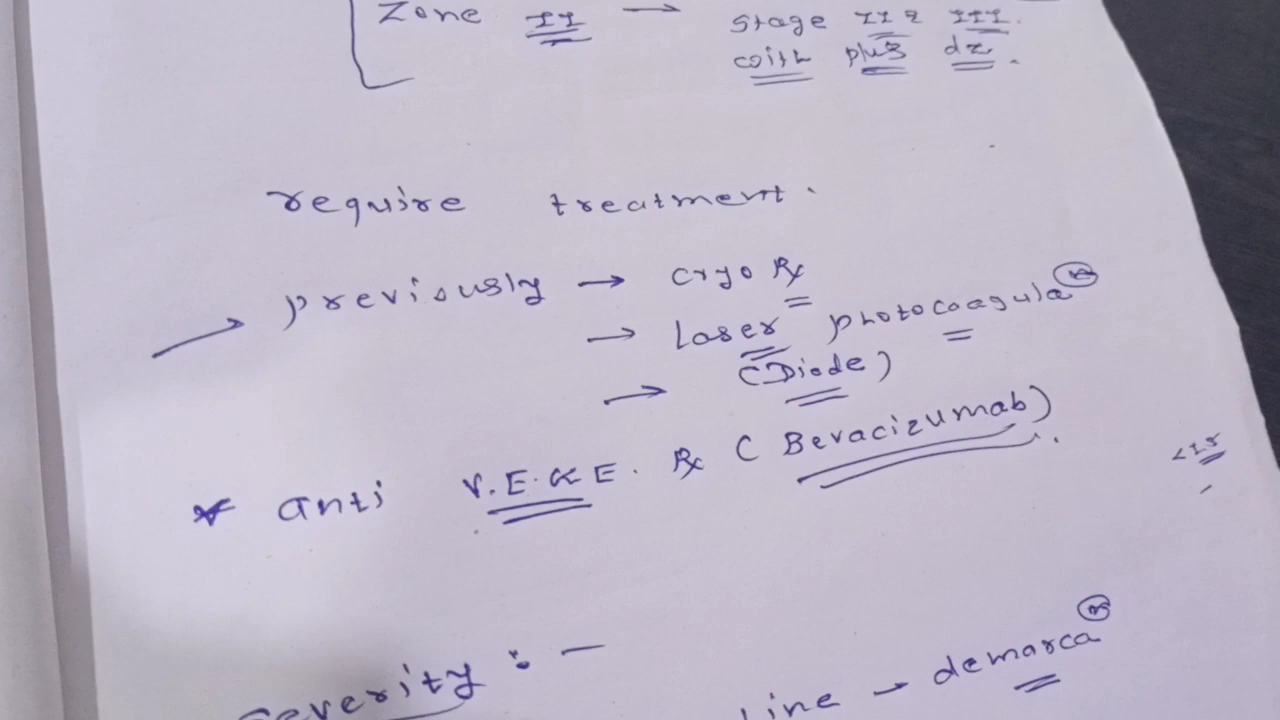 Zone II → Stage II & III.
with plus dz.
require treatment.
→ previously → cryo Rx
→ Laser photocoagula
(Diode)
→
* anti V.E.G.F. Rx (Bevacizumab).
Severity : —
line → demarca